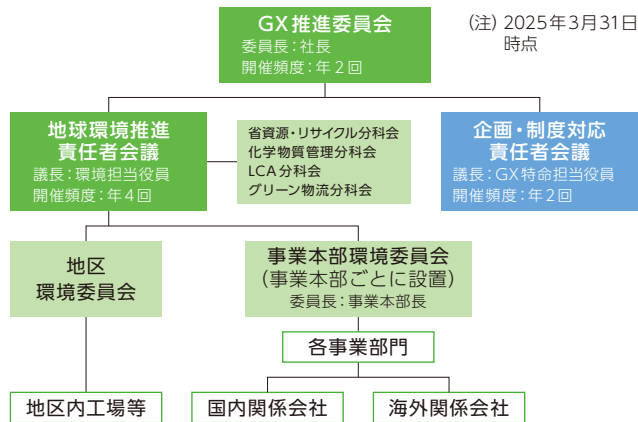 GX推進委員会
委員長：社長
開催頻度：年２回
(注) 2025年3月31日
時点
地球環境推進
責任者会議
議長：環境担当役員
開催頻度：年４回
省資源・リサイクル分科会
化学物質管理分科会
LCA分科会
グリーン物流分科会
企画・制度対応
責任者会議
議長：GX特命担当役員
開催頻度：年２回
地区
環境委員会
事業本部環境委員会
（事業本部ごとに設置）
委員長：事業本部長
各事業部門
地区内工場等
国内関係会社
海外関係会社